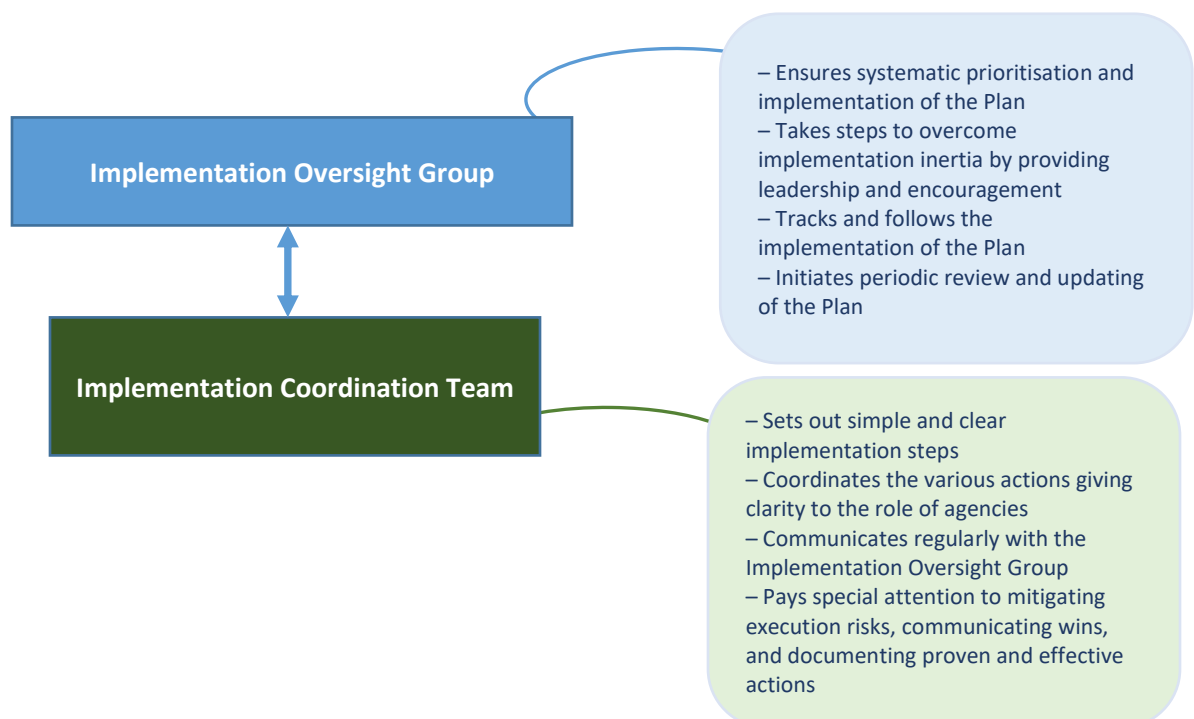 Implementation Oversight Group
– Ensures systematic prioritisation and
implementation of the Plan
– Takes steps to overcome
implementation inertia by providing
leadership and encouragement
– Tracks and follows the
implementation of the Plan
– Initiates periodic review and updating
of the Plan
Implementation Coordination Team
– Sets out simple and clear
implementation steps
– Coordinates the various actions giving
clarity to the role of agencies
– Communicates regularly with the
Implementation Oversight Group
– Pays special attention to mitigating
execution risks, communicating wins,
and documenting proven and effective
actions